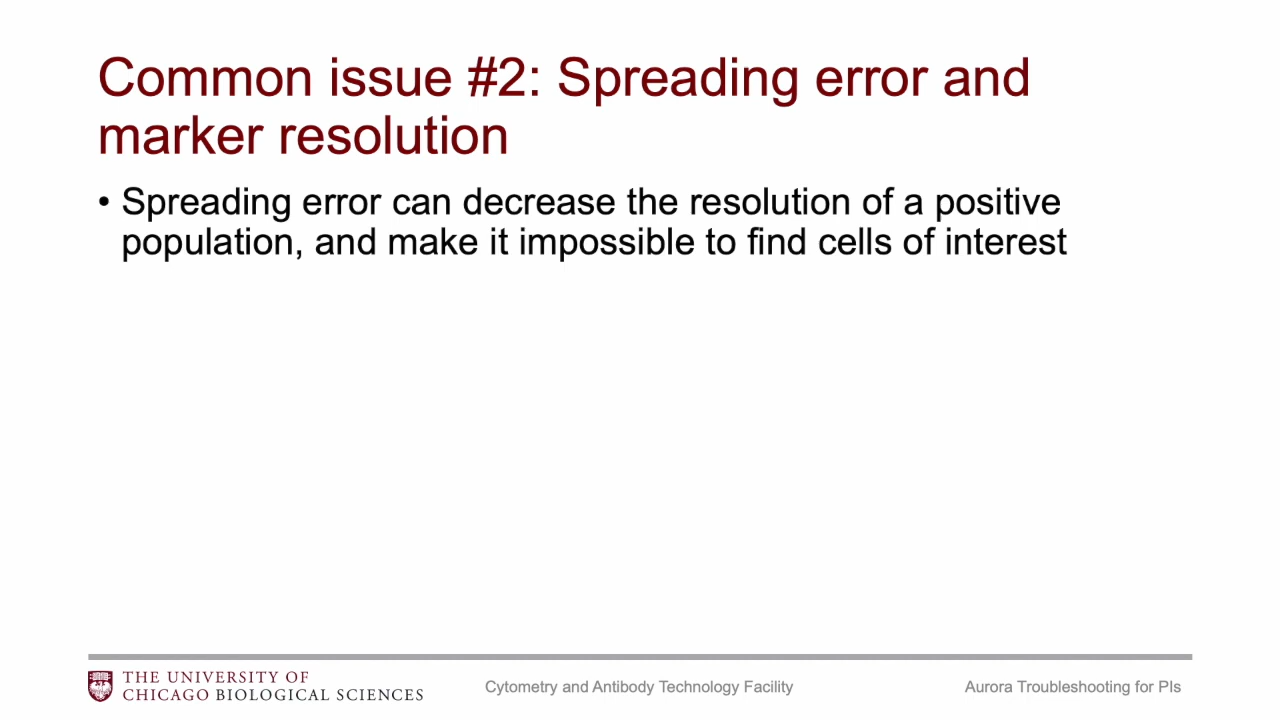 Common issue #2: Spreading error and
marker resolution
• Spreading error can decrease the resolution of a positive
population, and make it impossible to find cells of interest
THE UNIVERSITY OF
CHICAGO BIOLOGICAL SCIENCES
Cytometry and Antibody Technology Facility
Aurora Troubleshooting for PIs